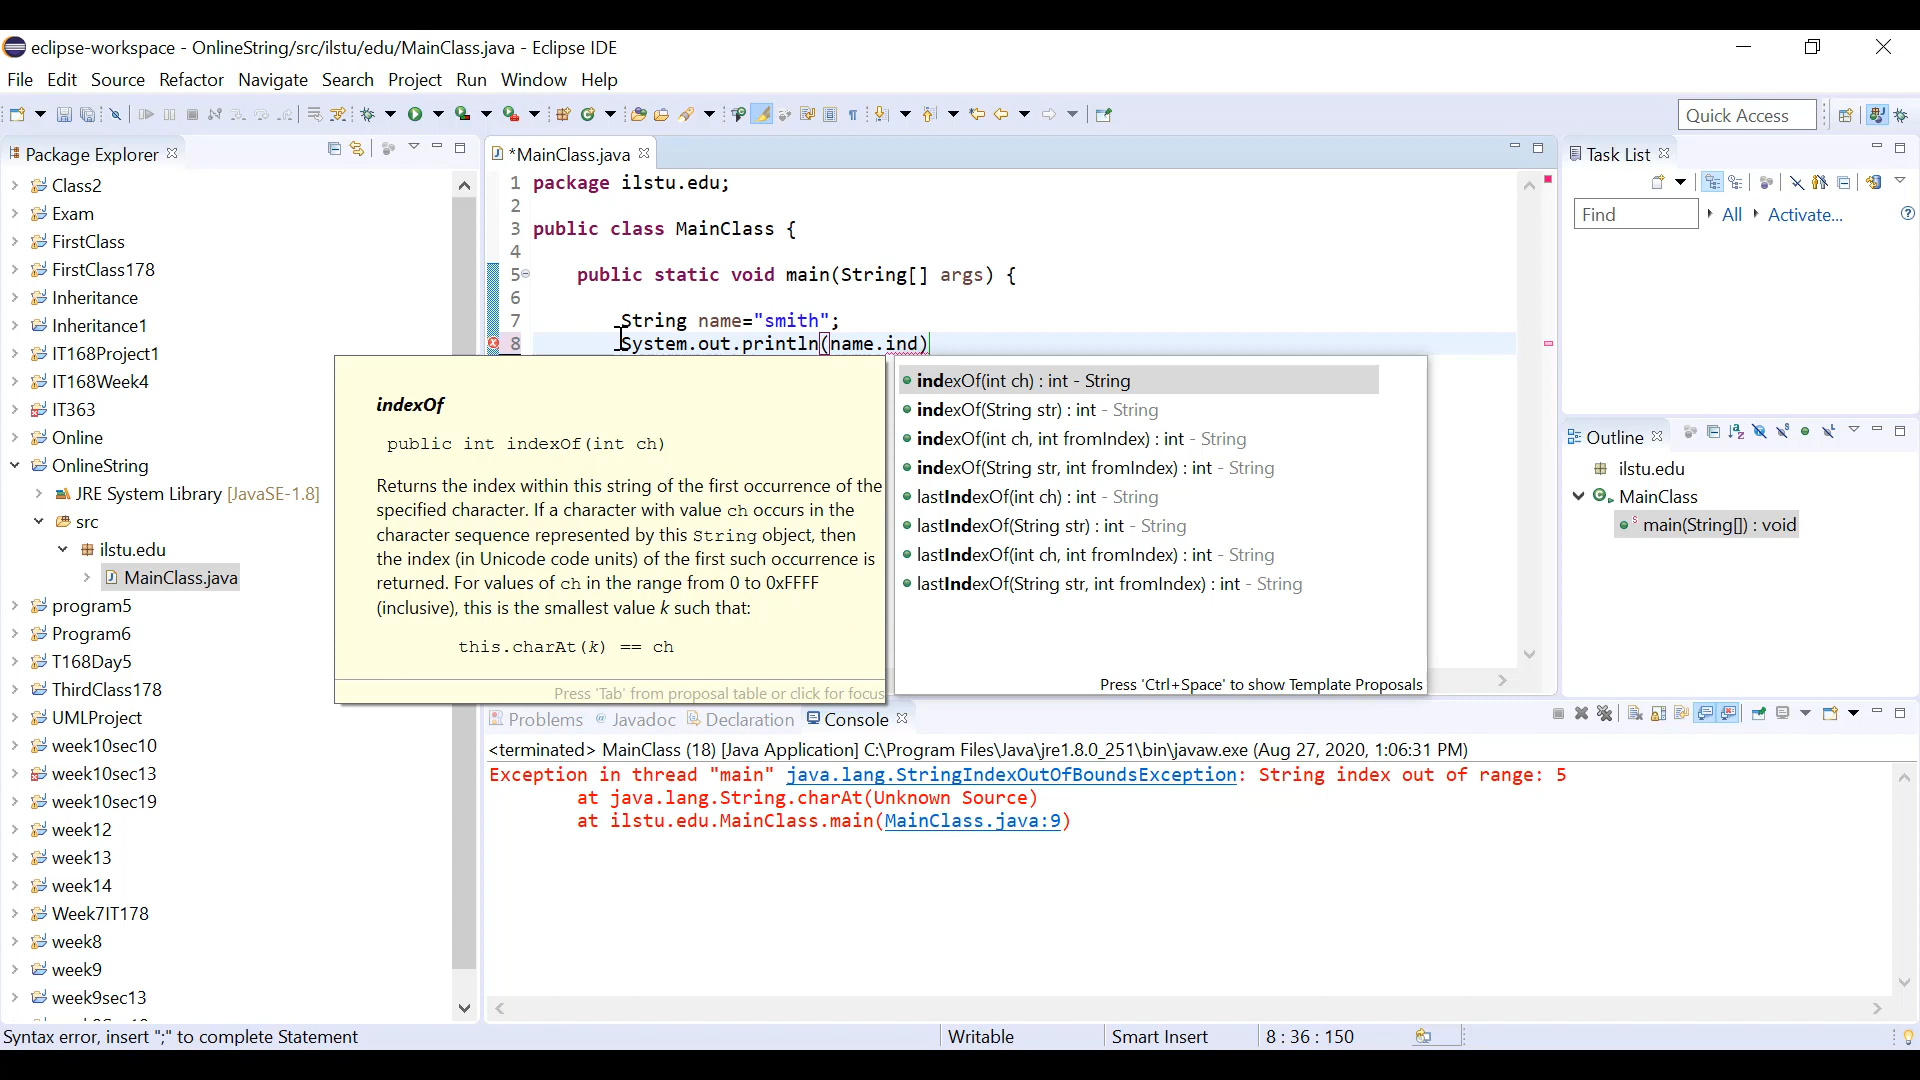 eclipse-workspace - OnlineString/src/ilstu/edu/MainClass.java - Eclipse IDE
File Edit Source Refactor Navigate Search Project Run Window Help
Quick Access
Package Explorer
Class2
Exam
FirstClass
FirstClass178
Inheritance
Inheritance1
IT168Project1
IT168Week4
IT363
Online
OnlineString
JRE System Library [JavaSE-1.8]
src
ilstu.edu
MainClass.java
program5
Program6
T168Day5
ThirdClass178
UMLProject
week10sec10
week10sec13
week10sec19
week12
week13
week14
Week7IT178
week8
week9
week9sec13
*MainClass.java
1 package ilstu.edu;
2
3 public class MainClass {
4
5 public static void main(String[] args) {
6
7 String name="smith";
8 System.out.println(name.ind)
indexOf
public int indexOf(int ch)
Returns the index within this string of the first occurrence of the
specified character. If a character with value ch occurs in the
character sequence represented by this String object, then
the index (in Unicode code units) of the first such occurrence is
returned. For values of ch in the range from 0 to 0xFFFF
(inclusive), this is the smallest value k such that:
this.charAt(k) == ch
Press 'Tab' from proposal table or click for focus
indexOf(int ch) : int - String
indexOf(String str) : int - String
indexOf(int ch, int fromIndex) : int - String
indexOf(String str, int fromIndex) : int - String
lastIndexOf(int ch) : int - String
lastIndexOf(String str) : int - String
lastIndexOf(int ch, int fromIndex) : int - String
lastIndexOf(String str, int fromIndex) : int - String
Press 'Ctrl+Space' to show Template Proposals
Task List
Find All Activate...
Outline
ilstu.edu
MainClass
main(String[]) : void
Problems @ Javadoc Declaration Console
<terminated> MainClass (18) [Java Application] C:\Program Files\Java\jre1.8.0_251\bin\javaw.exe (Aug 27, 2020, 1:06:31 PM)
Exception in thread "main" java.lang.StringIndexOutOfBoundsException: String index out of range: 5
at java.lang.String.charAt(Unknown Source)
at ilstu.edu.MainClass.main(MainClass.java:9)
Syntax error, insert ";" to complete Statement
Writable
Smart Insert
8 : 36 : 150